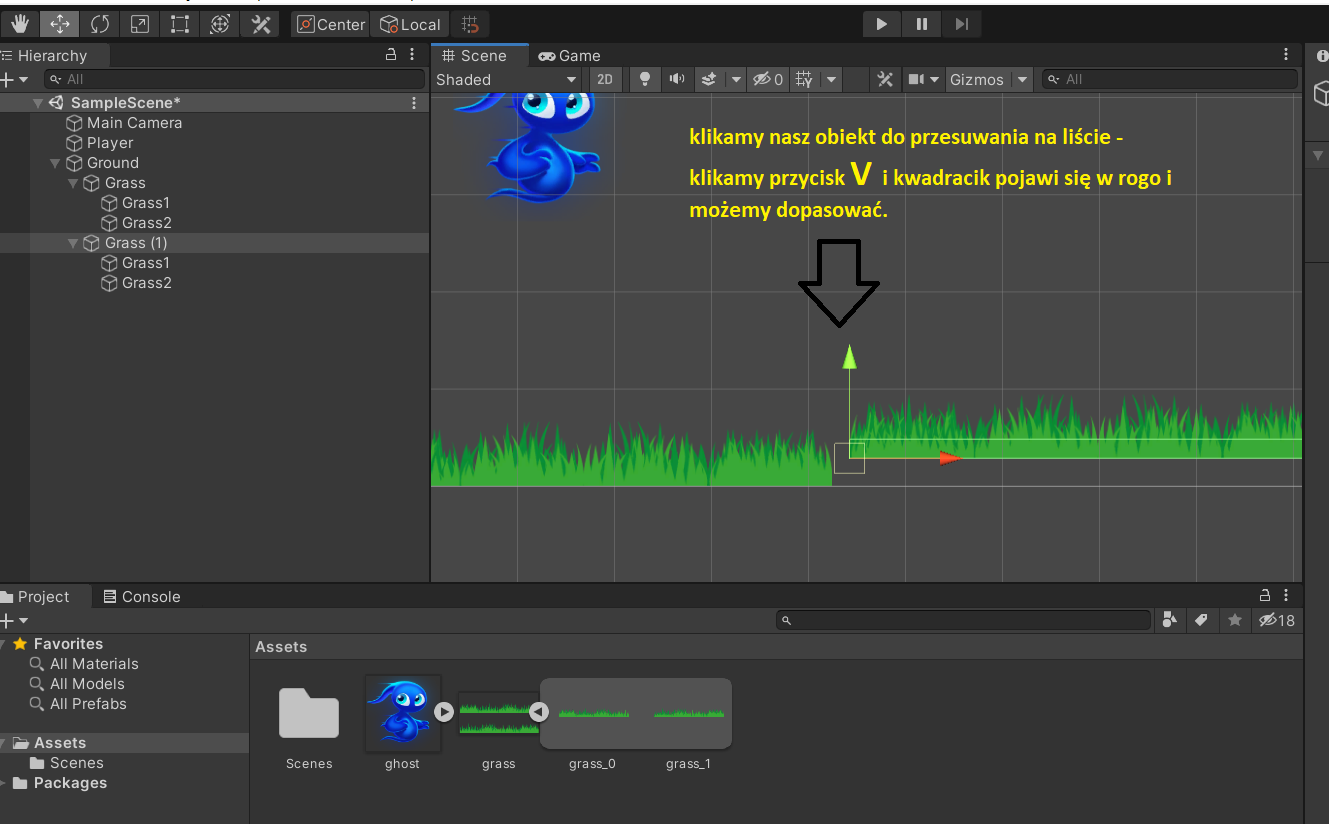 Center
Local
Hierarchy
All
SampleScene*
Main Camera
Player
Ground
Grass
Grass1
Grass2
Grass (1)
Grass1
Grass2
Scene
Game
Shaded
2D
0
Gizmos
All
klikamy nasz obiekt do przesuwania na liście -
klikamy przycisk V i kwadracik pojawi się w rogo i
możemy dopasować.
Project
Console
18
Favorites
All Materials
All Models
All Prefabs
Assets
Scenes
Packages
Assets
Scenes
ghost
grass
grass_0
grass_1